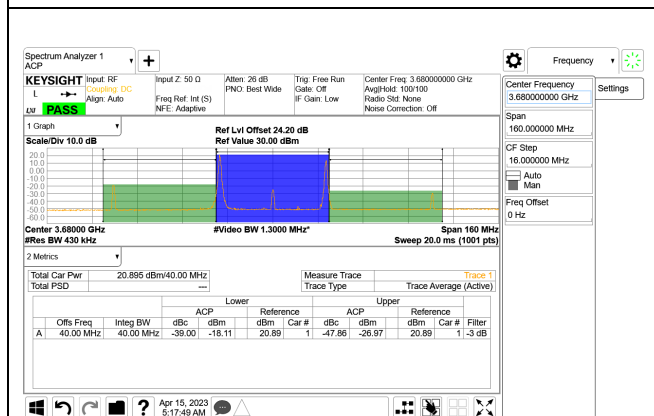 Spectrum Analyzer 1
ACP
Frequency
KEYSIGHT
L
LXI PASS
Input: RF
Coupling: DC
Align: Auto
Input Z: 50 Ω
Freq Ref: Int (S)
NFE: Adaptive
Atten: 26 dB
PNO: Best Wide
Trig: Free Run
Gate: Off
IF Gain: Low
Center Freq: 3.680000000 GHz
Avg|Hold: 100/100
Radio Std: None
Noise Correction: Off
Center Frequency
3.680000000 GHz
Settings
Span
160.000000 MHz
CF Step
16.000000 MHz
Auto
Man
Freq Offset
0 Hz
1 Graph
Scale/Div 10.0 dB
Ref Lvl Offset 24.20 dB
Ref Value 30.00 dBm
20.0
10.0
0.00
-10.0
-20.0
-30.0
-40.0
-50.0
-60.0
Center 3.68000 GHz
#Video BW 1.3000 MHz*
Span 160 MHz
#Res BW 430 kHz
Sweep 20.0 ms (1001 pts)
2 Metrics
Total Car Pwr 20.895 dBm/40.00 MHz
Total PSD ---
Measure Trace Trace 1
Trace Type Trace Average (Active)
Lower Upper
ACP Reference ACP Reference
Offs Freq Integ BW dBc dBm dBm Car # dBc dBm dBm Car # Filter
A 40.00 MHz 40.00 MHz -39.00 -18.11 20.89 1 -47.86 -26.97 20.89 1 -3 dB
?
Apr 15, 2023
5:17:49 AM